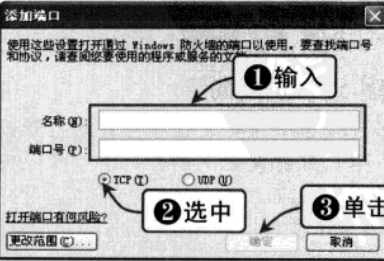 添加端口
使用这些设置打开通过 Windows 防火墙的端口以使用。要查找端口号
和协议，请查阅您要使用的程序或服务的文
❶输入
名称(N):
端口号(P):
TCP(T) UDP(U)
❷选中
❸单击
打开端口有何风险?
更改范围(C)... 确定 取消